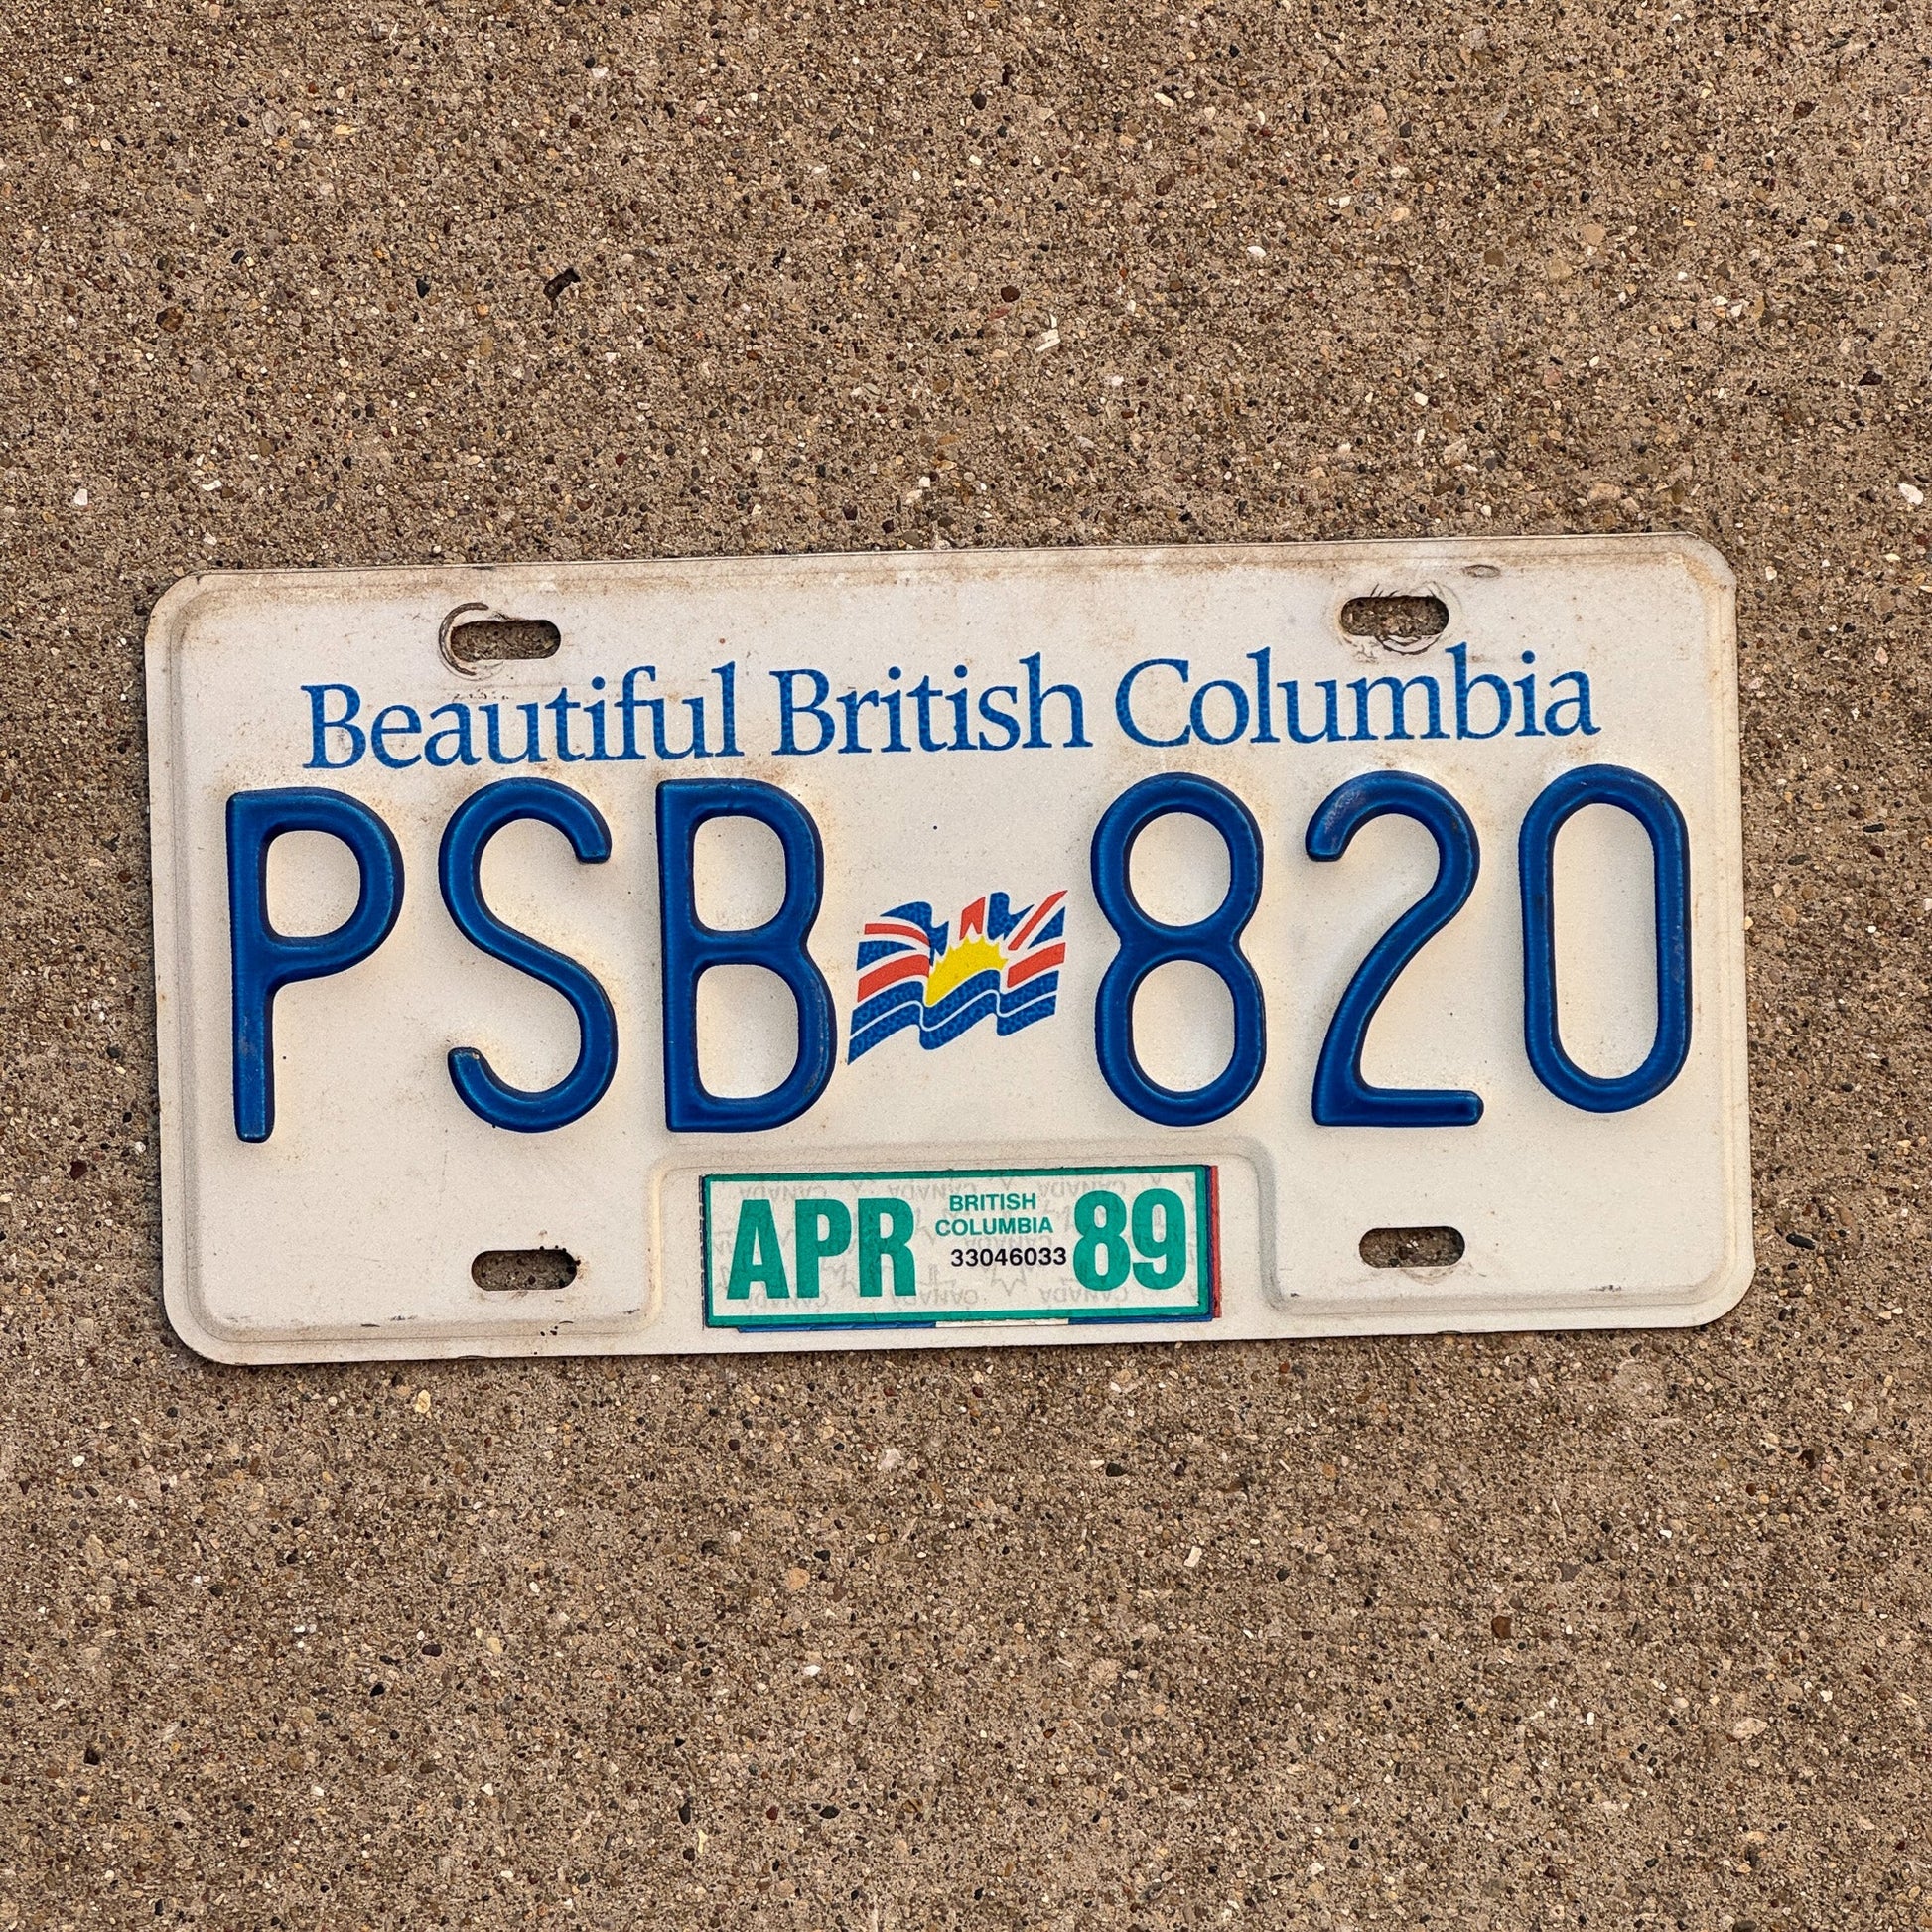 Beautiful British Columbia
PSB 820
APR BRITISH COLUMBIA 33046033 89